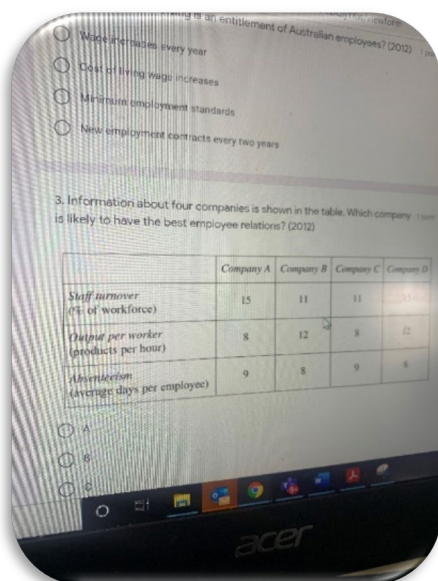 is an entitlement of Australian employees? (2012)
Wage increases every year
Cost of living wage increases
Minimum employment standards
New employment contracts every two years
3. Information about four companies is shown in the table. Which company
is likely to have the best employee relations? (2012)
Company A Company B Company C Company D
Staff turnover
(% of workforce) 15 11 11
Output per worker
(products per hour) 8 12 8 12
Absenteeism
(average days per employee) 9 8 9 8
A
B
C
acer